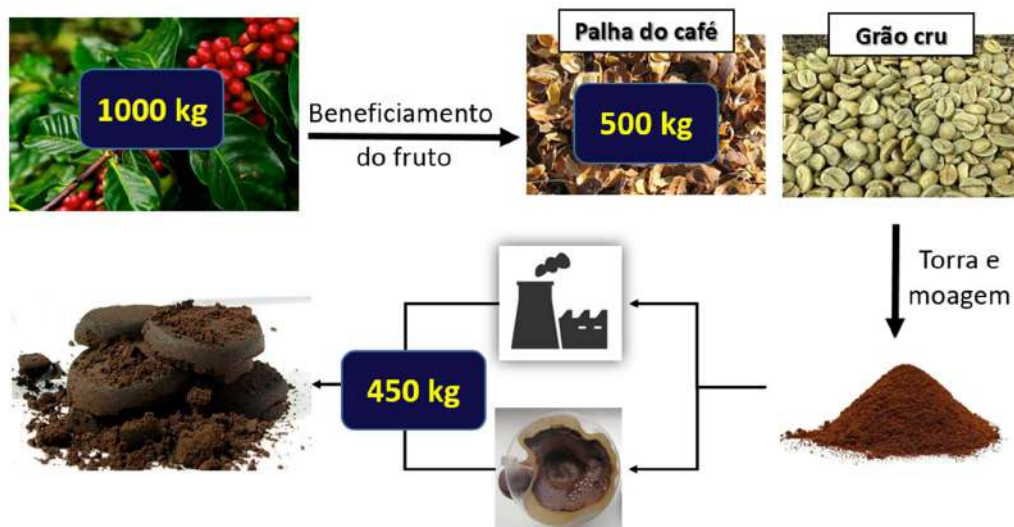 1000 kg
Beneficiamento
do fruto
Palha do café
500 kg
Grão cru
Torra e
moagem
450 kg